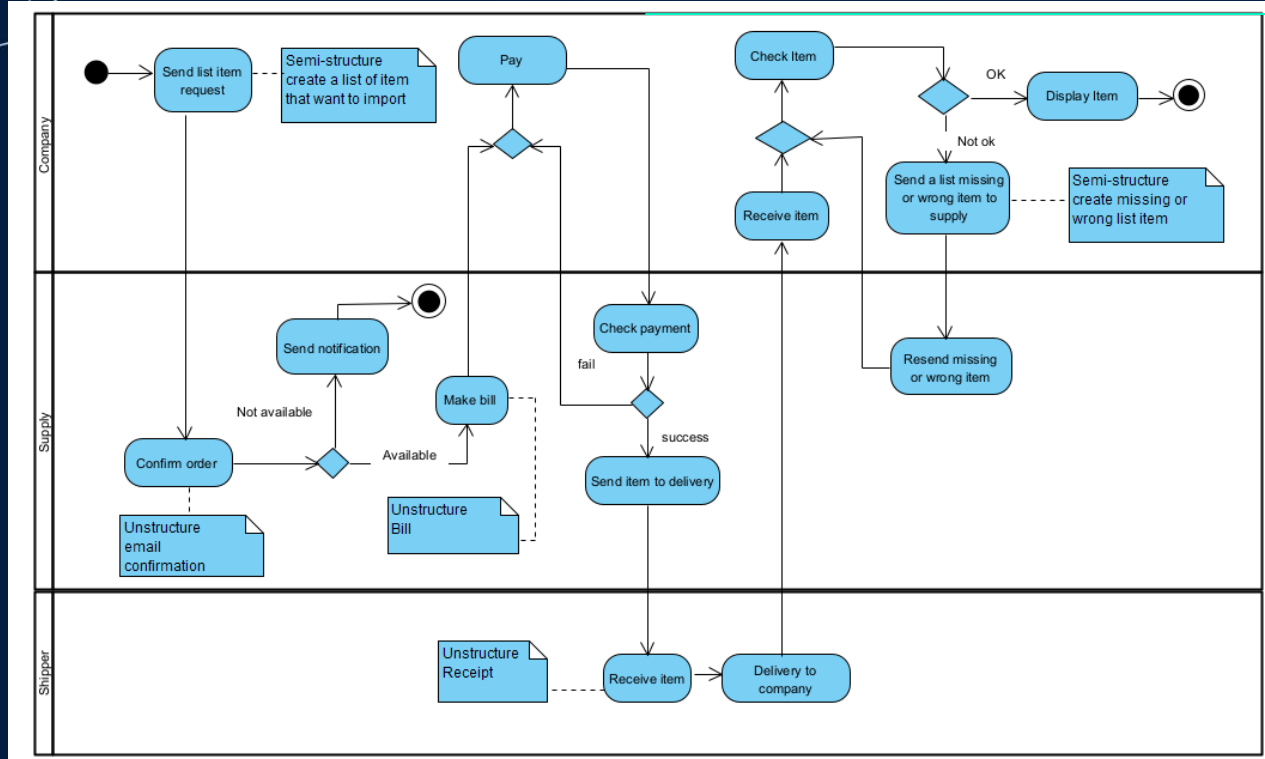 Company
Send list item
request
Semi-structure
create a list of item
that want to import
Pay
Check Item
OK
Display Item
Not ok
Receive item
Send a list missing
or wrong item to
supply
Semi-structure
create missing or
wrong list item
Supply
Send notification
Not available
Confirm order
Unstructure
email
confirmation
Available
Make bill
Unstructure
Bill
Check payment
fail
success
Send item to delivery
Resend missing
or wrong item
Shipper
Unstructure
Receipt
Receive item
Delivery to
company